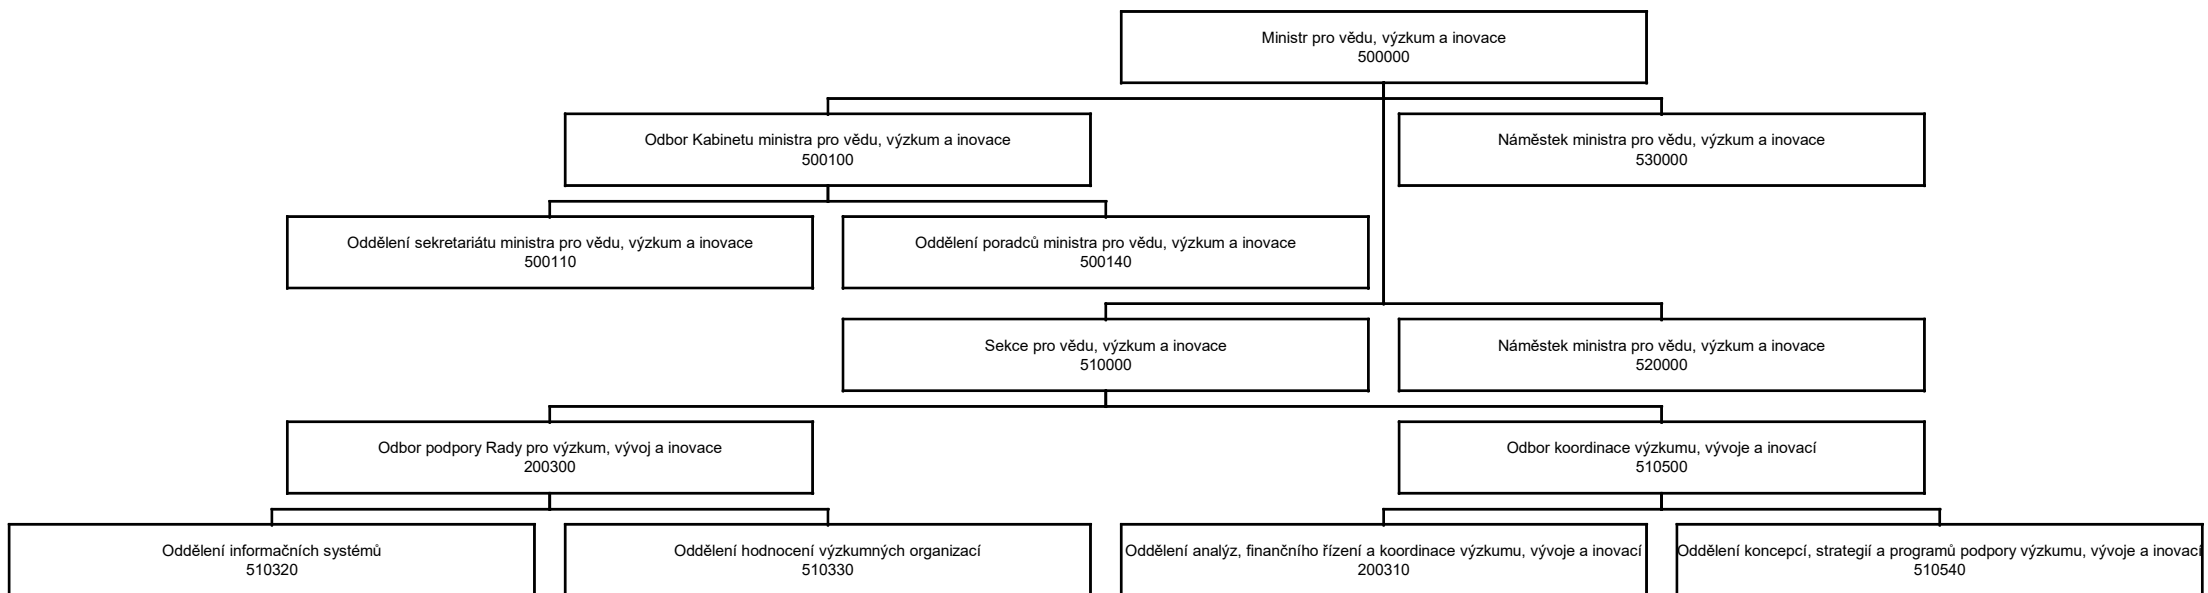 Ministr pro vědu, výzkum a inovace
500000
Odbor Kabinetu ministra pro vědu, výzkum a inovace
500100
Náměstek ministra pro vědu, výzkum a inovace
530000
Oddělení sekretariátu ministra pro vědu, výzkum a inovace
500110
Oddělení poradců ministra pro vědu, výzkum a inovace
500140
Sekce pro vědu, výzkum a inovace
510000
Náměstek ministra pro vědu, výzkum a inovace
520000
Odbor podpory Rady pro výzkum, vývoj a inovace
200300
Odbor koordinace výzkumu, vývoje a inovací
510500
Oddělení informačních systémů
510320
Oddělení hodnocení výzkumných organizací
510330
Oddělení analýz, finančního řízení a koordinace výzkumu, vývoje a inovací
200310
Oddělení koncepcí, strategií a programů podpory výzkumu, vývoje a inovací
510540